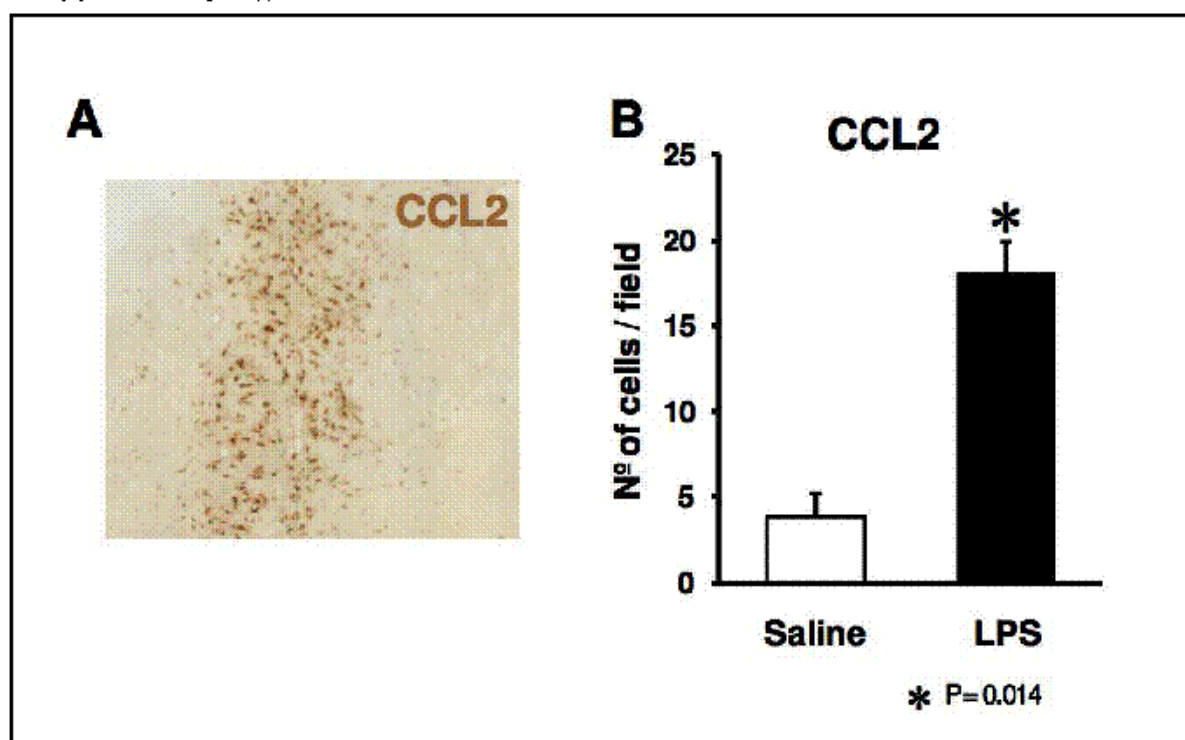 A
CCL2
B
CCL2
25
20
15
10
5
0
Nº of cells / field
*
Saline
LPS
* P=0.014